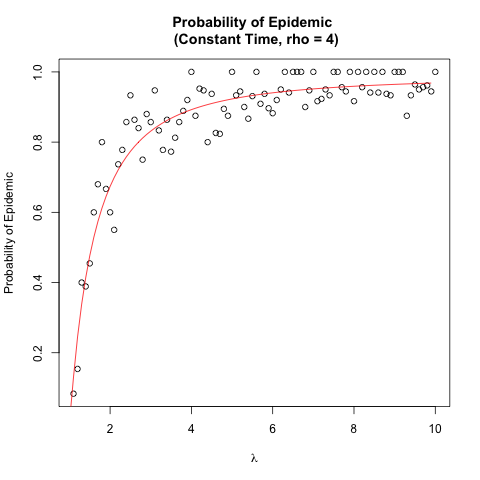 Probability of Epidemic
(Constant Time, rho = 4)
Probability of Epidemic
1.0
0.8
0.6
0.4
0.2
2
4
6
8
10
λ